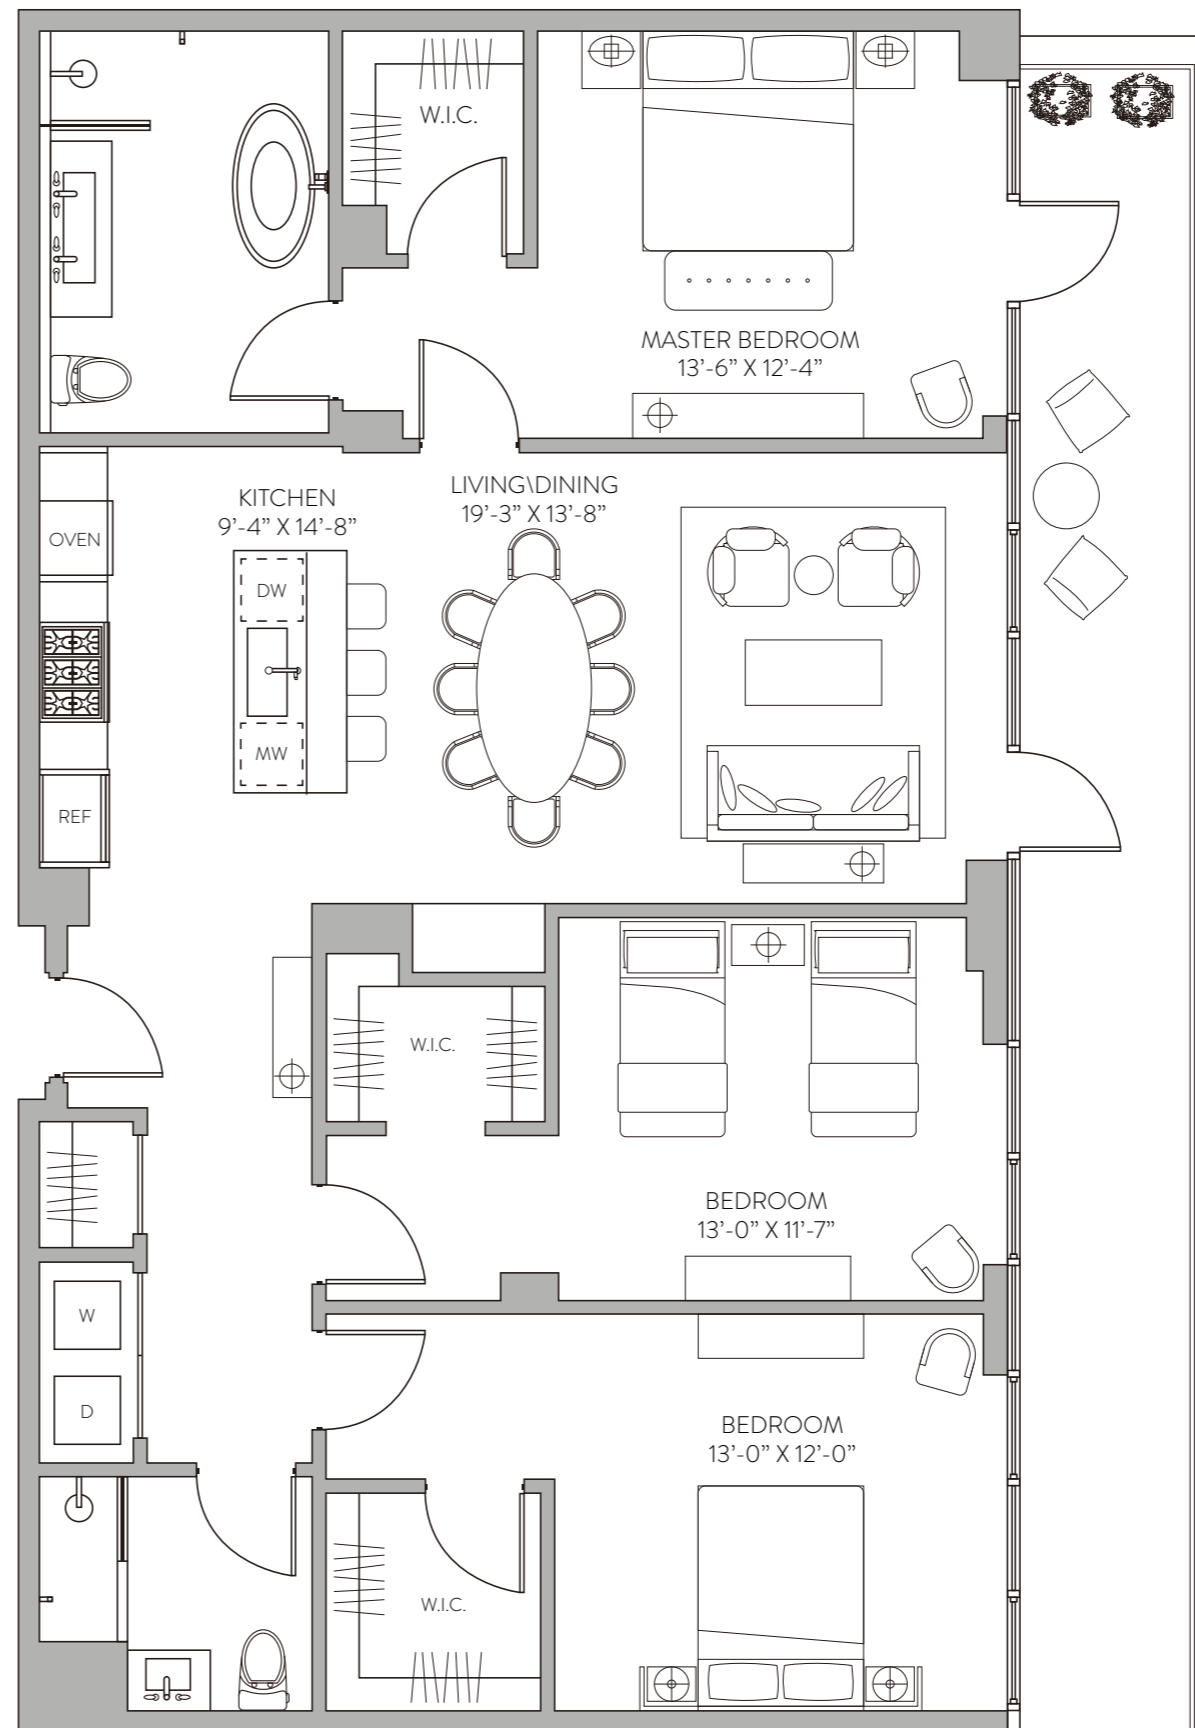 W.I.C.
MASTER BEDROOM
13’-6” X 12’-4”
KITCHEN
9’-4” X 14’-8”
LIVING\DINING
19’-3” X 13’-8”
OVEN
DW
MW
REF
W.I.C.
BEDROOM
13’-0” X 11’-7”
W
D
BEDROOM
13’-0” X 12’-0”
W.I.C.